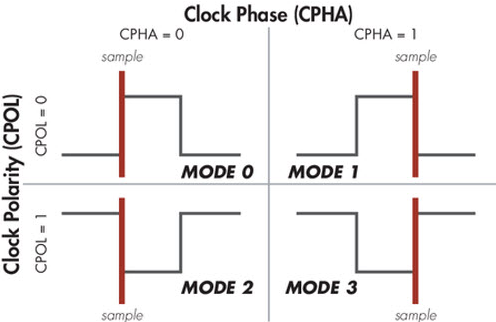 Clock Phase (CPHA)
CPHA = 0
CPHA = 1
sample
sample
Clock Polarity (CPOL)
CPOL = 0
MODE 0
MODE 1
CPOL = 1
MODE 2
MODE 3
sample
sample